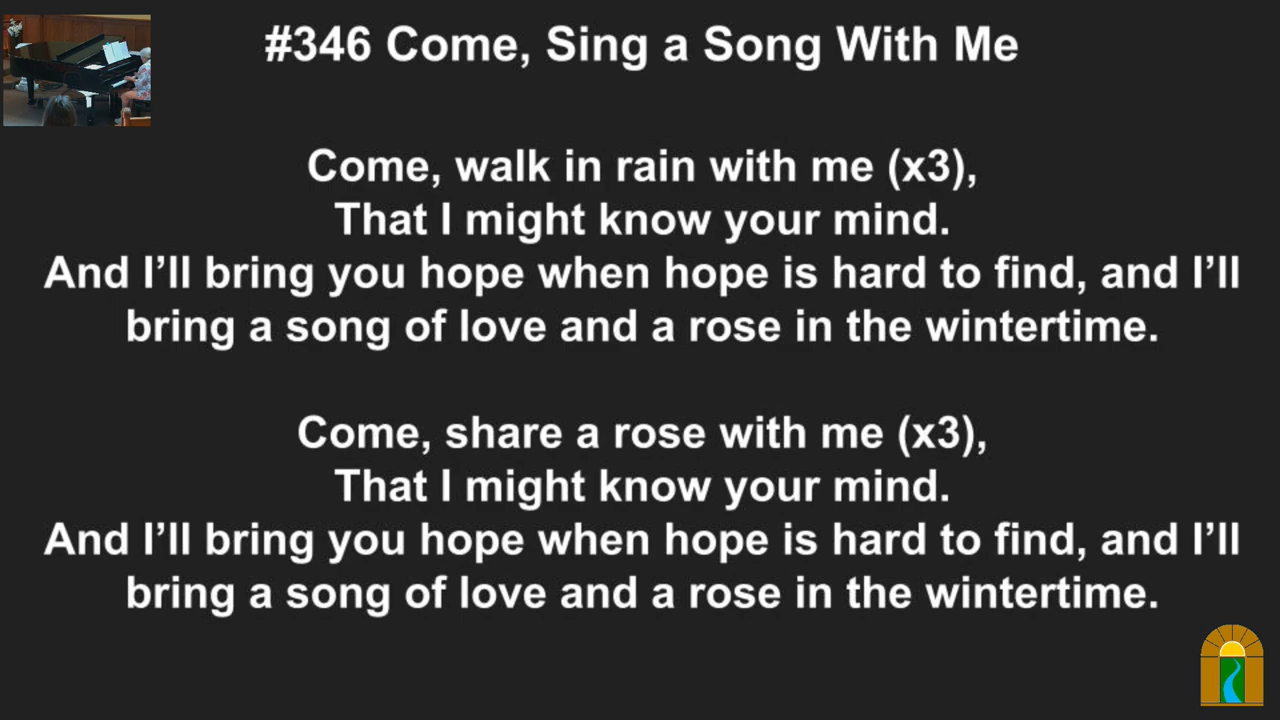 #346 Come, Sing a Song With Me
Come, walk in rain with me (x3),
That I might know your mind.
And I’ll bring you hope when hope is hard to find, and I’ll
bring a song of love and a rose in the wintertime.
Come, share a rose with me (x3),
That I might know your mind.
And I’ll bring you hope when hope is hard to find, and I’ll
bring a song of love and a rose in the wintertime.